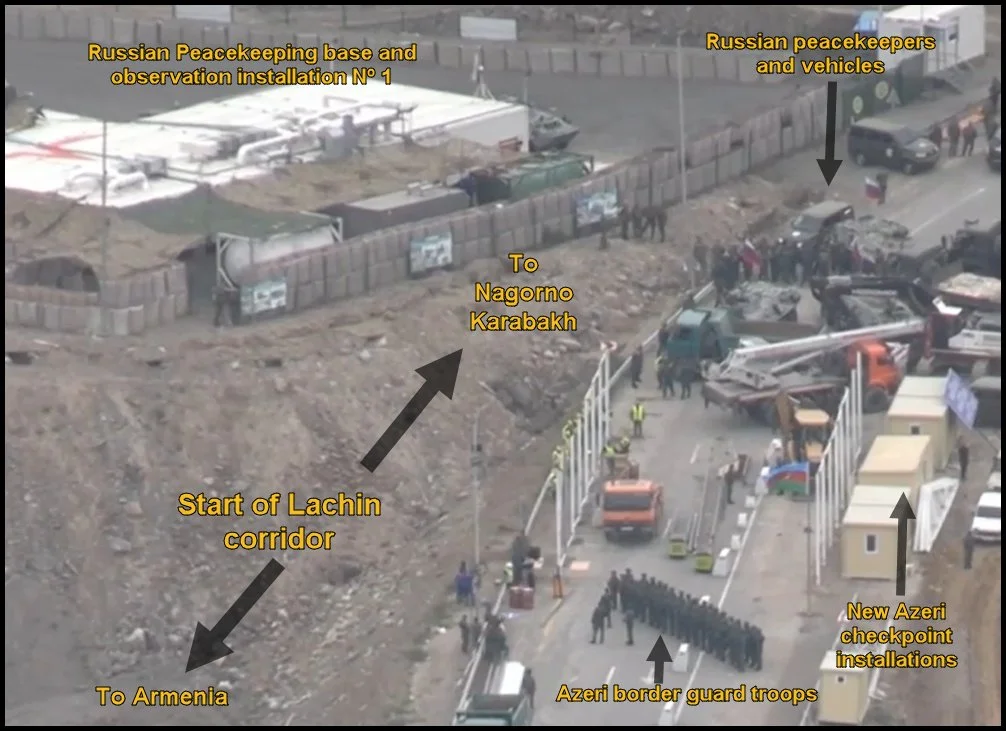 Russian Peacekeeping base and
observation installation Nº 1
Russian peacekeepers
and vehicles
To
Nagorno
Karabakh
Start of Lachin
corridor
To Armenia
New Azeri
checkpoint
installations
Azeri border guard troops